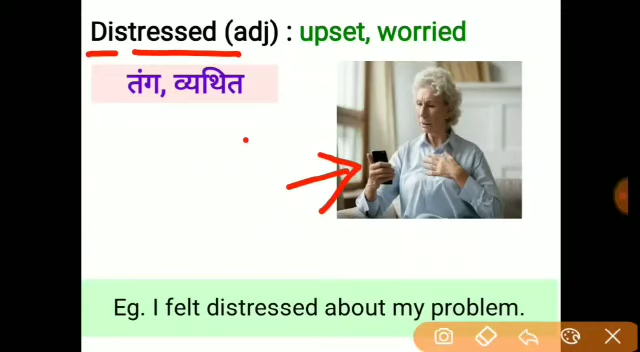 Distressed (adj) : upset, worried
तंग, व्यथित
Eg. I felt distressed about my problem.